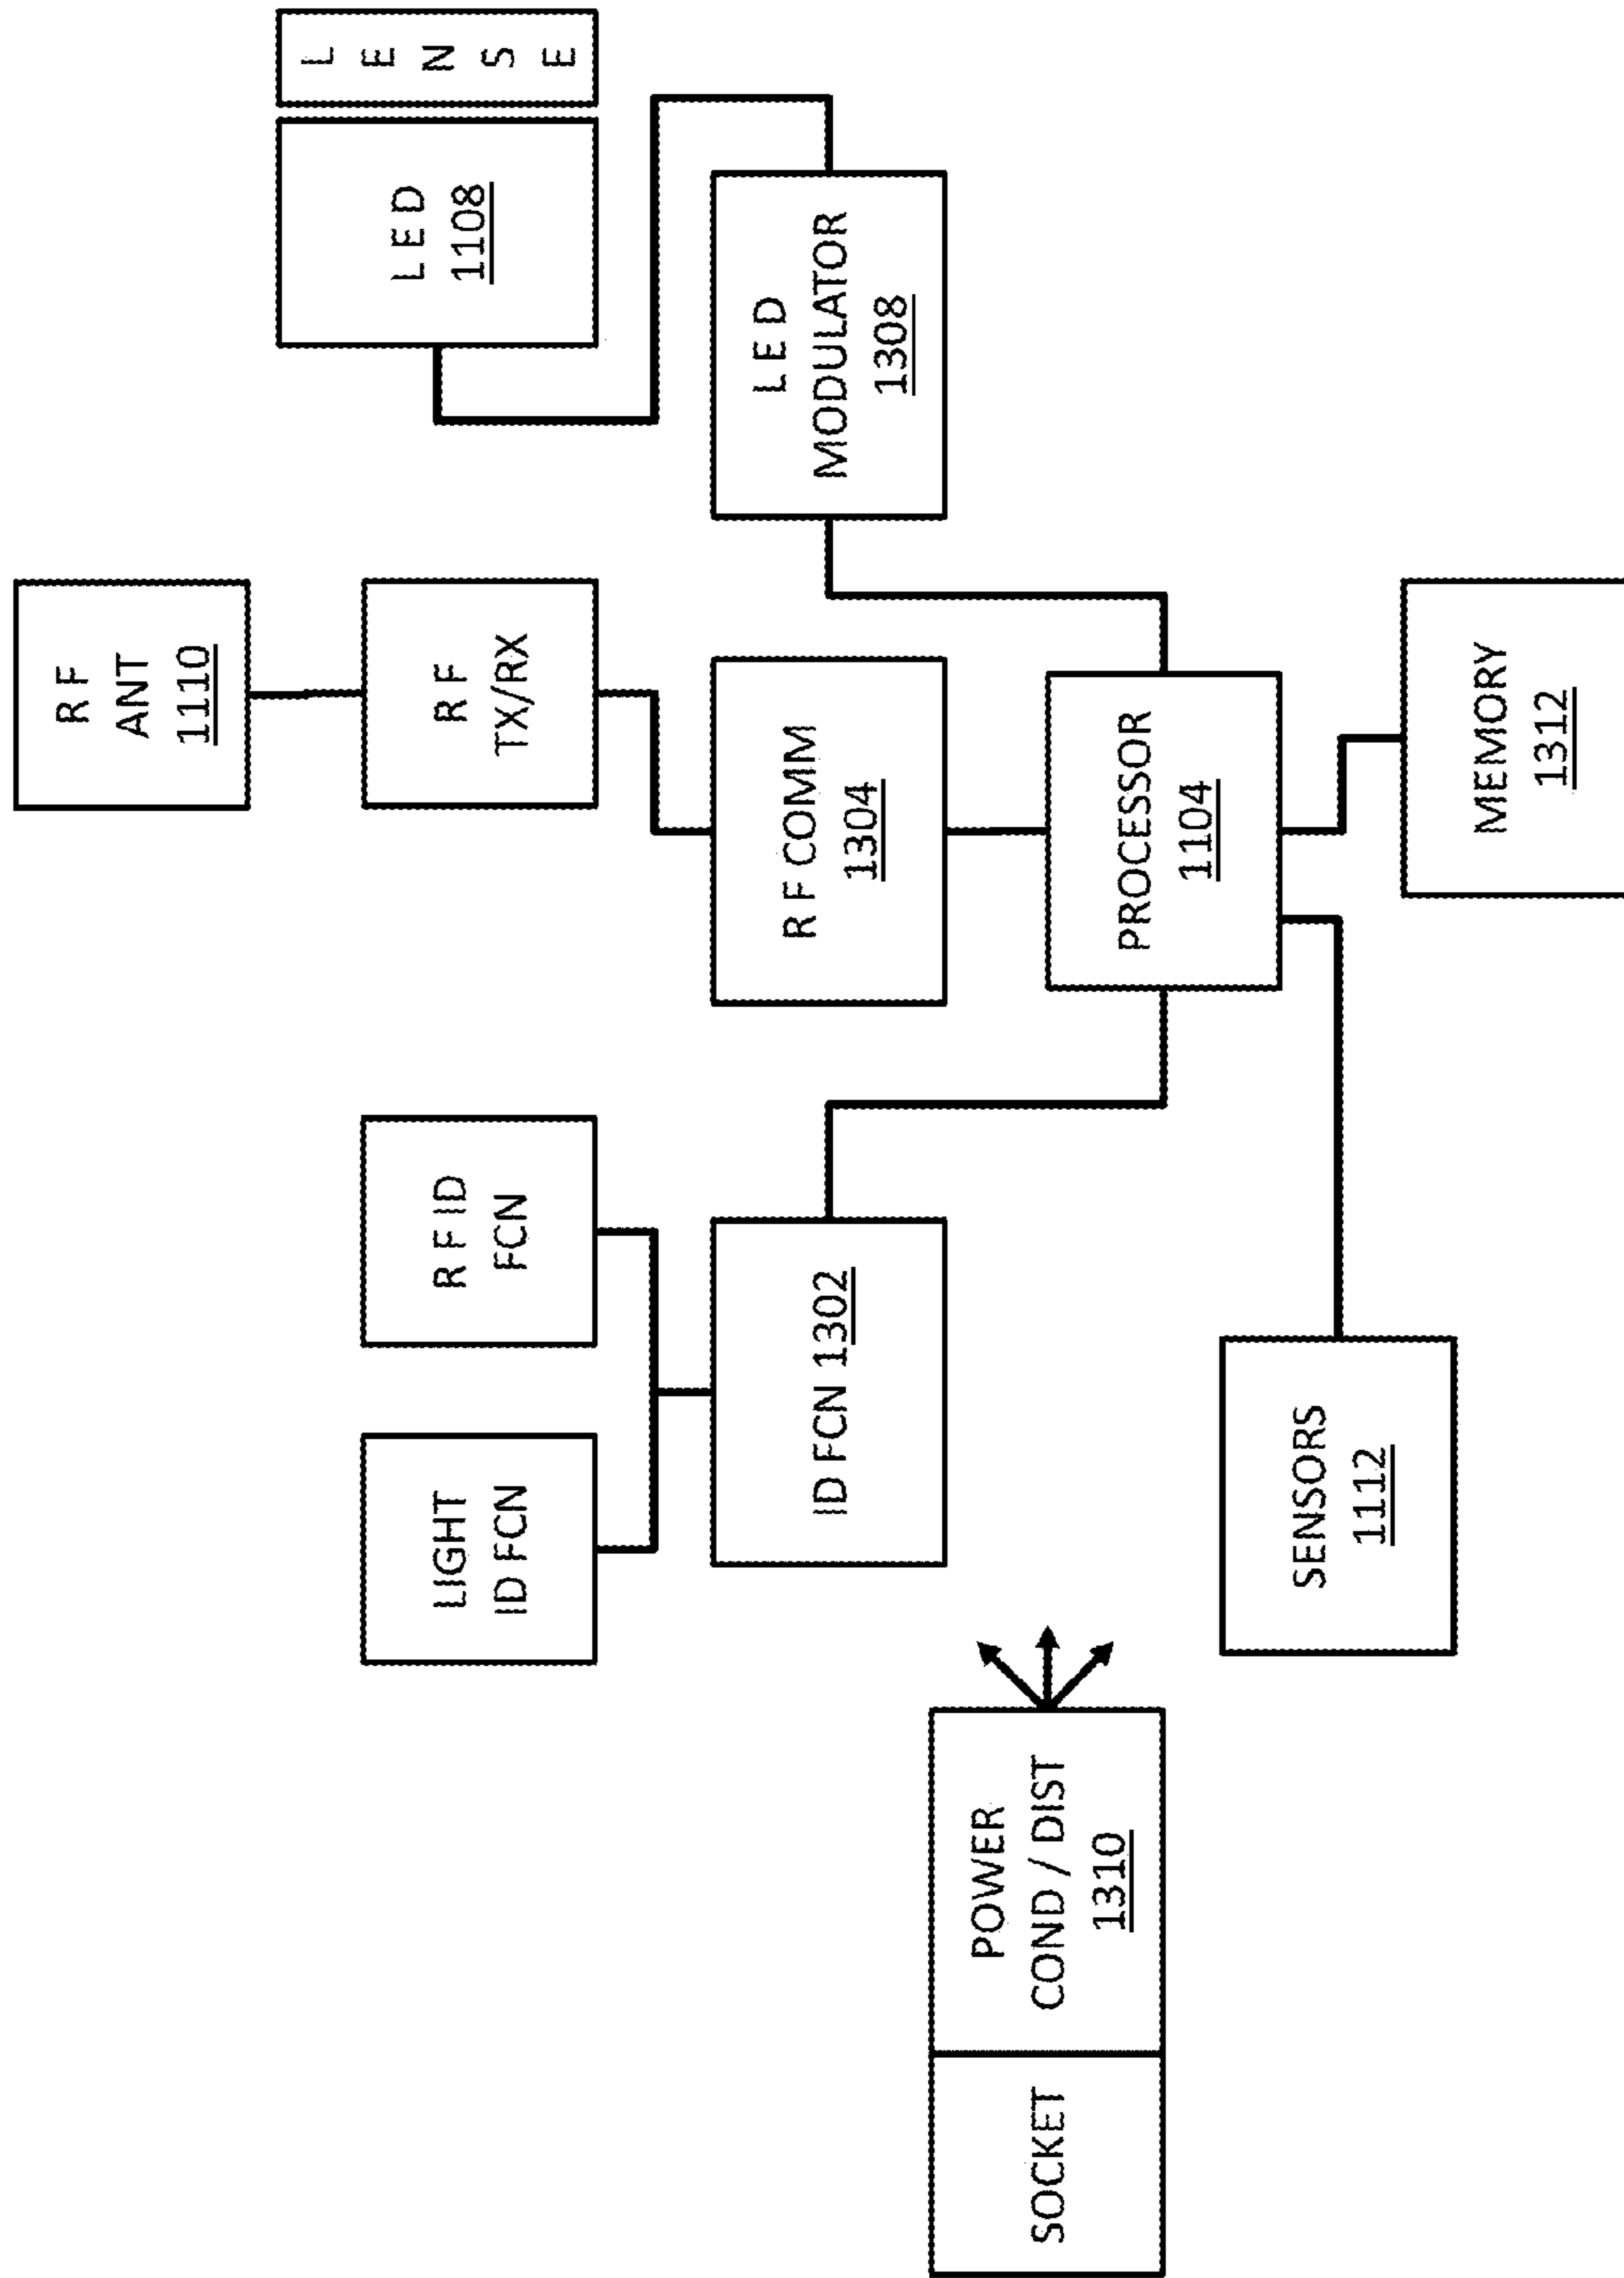 R F
ANT
1110
L E D
1108
L
E
N
S
E
LIGHT
ID FCN
R F ID
FCN
R F
TX/RX
ID FCN 1302
R F COMM
1304
L E D
MODULATOR
1308
SOCKET
POWER
COND / DIST
1310
PROCESSOR
1104
SENSORS
1112
MEMORY
1312